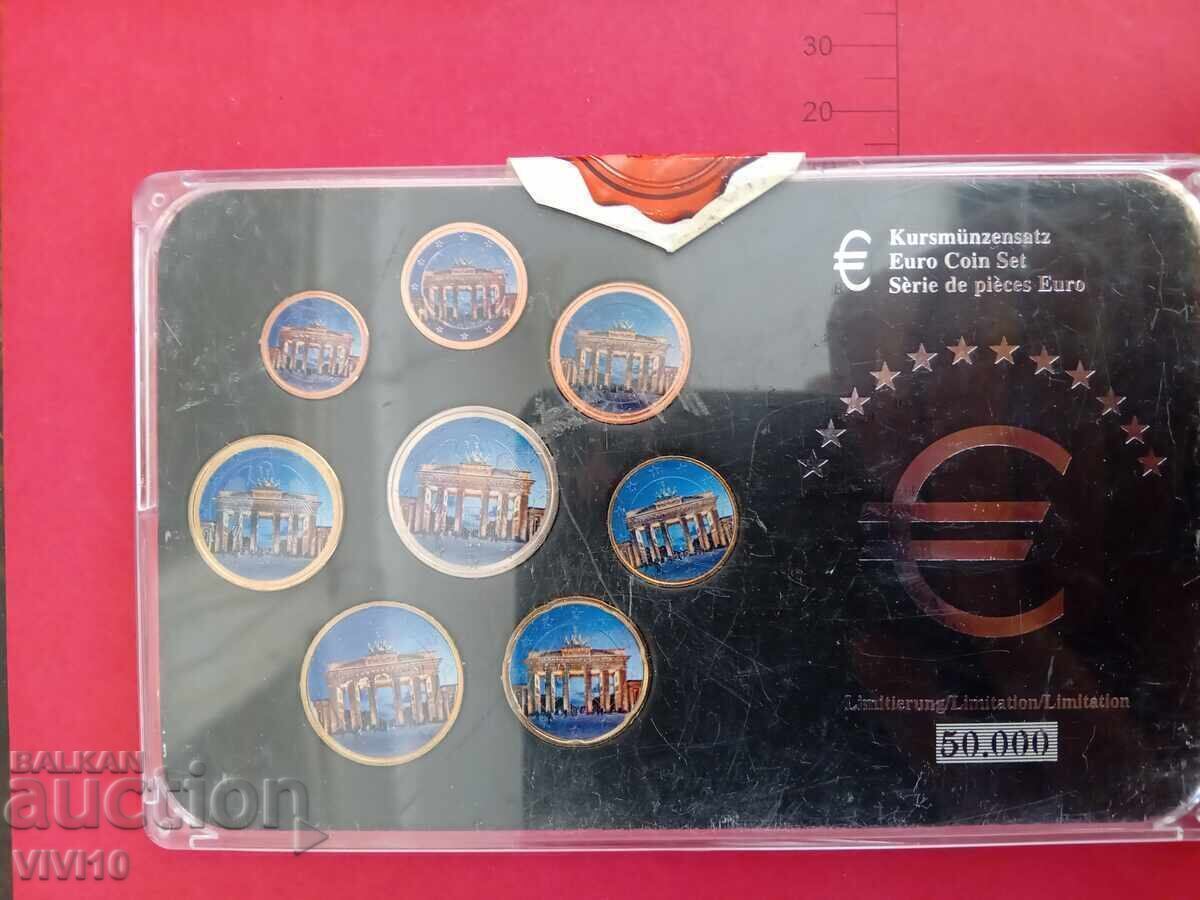 30
20
€ Kursmünzensatz
Euro Coin Set
Sèrie de pièces Euro
€
Limitierung/Limitation/Limitation
50.000
BALKAN
auction
VIVI10